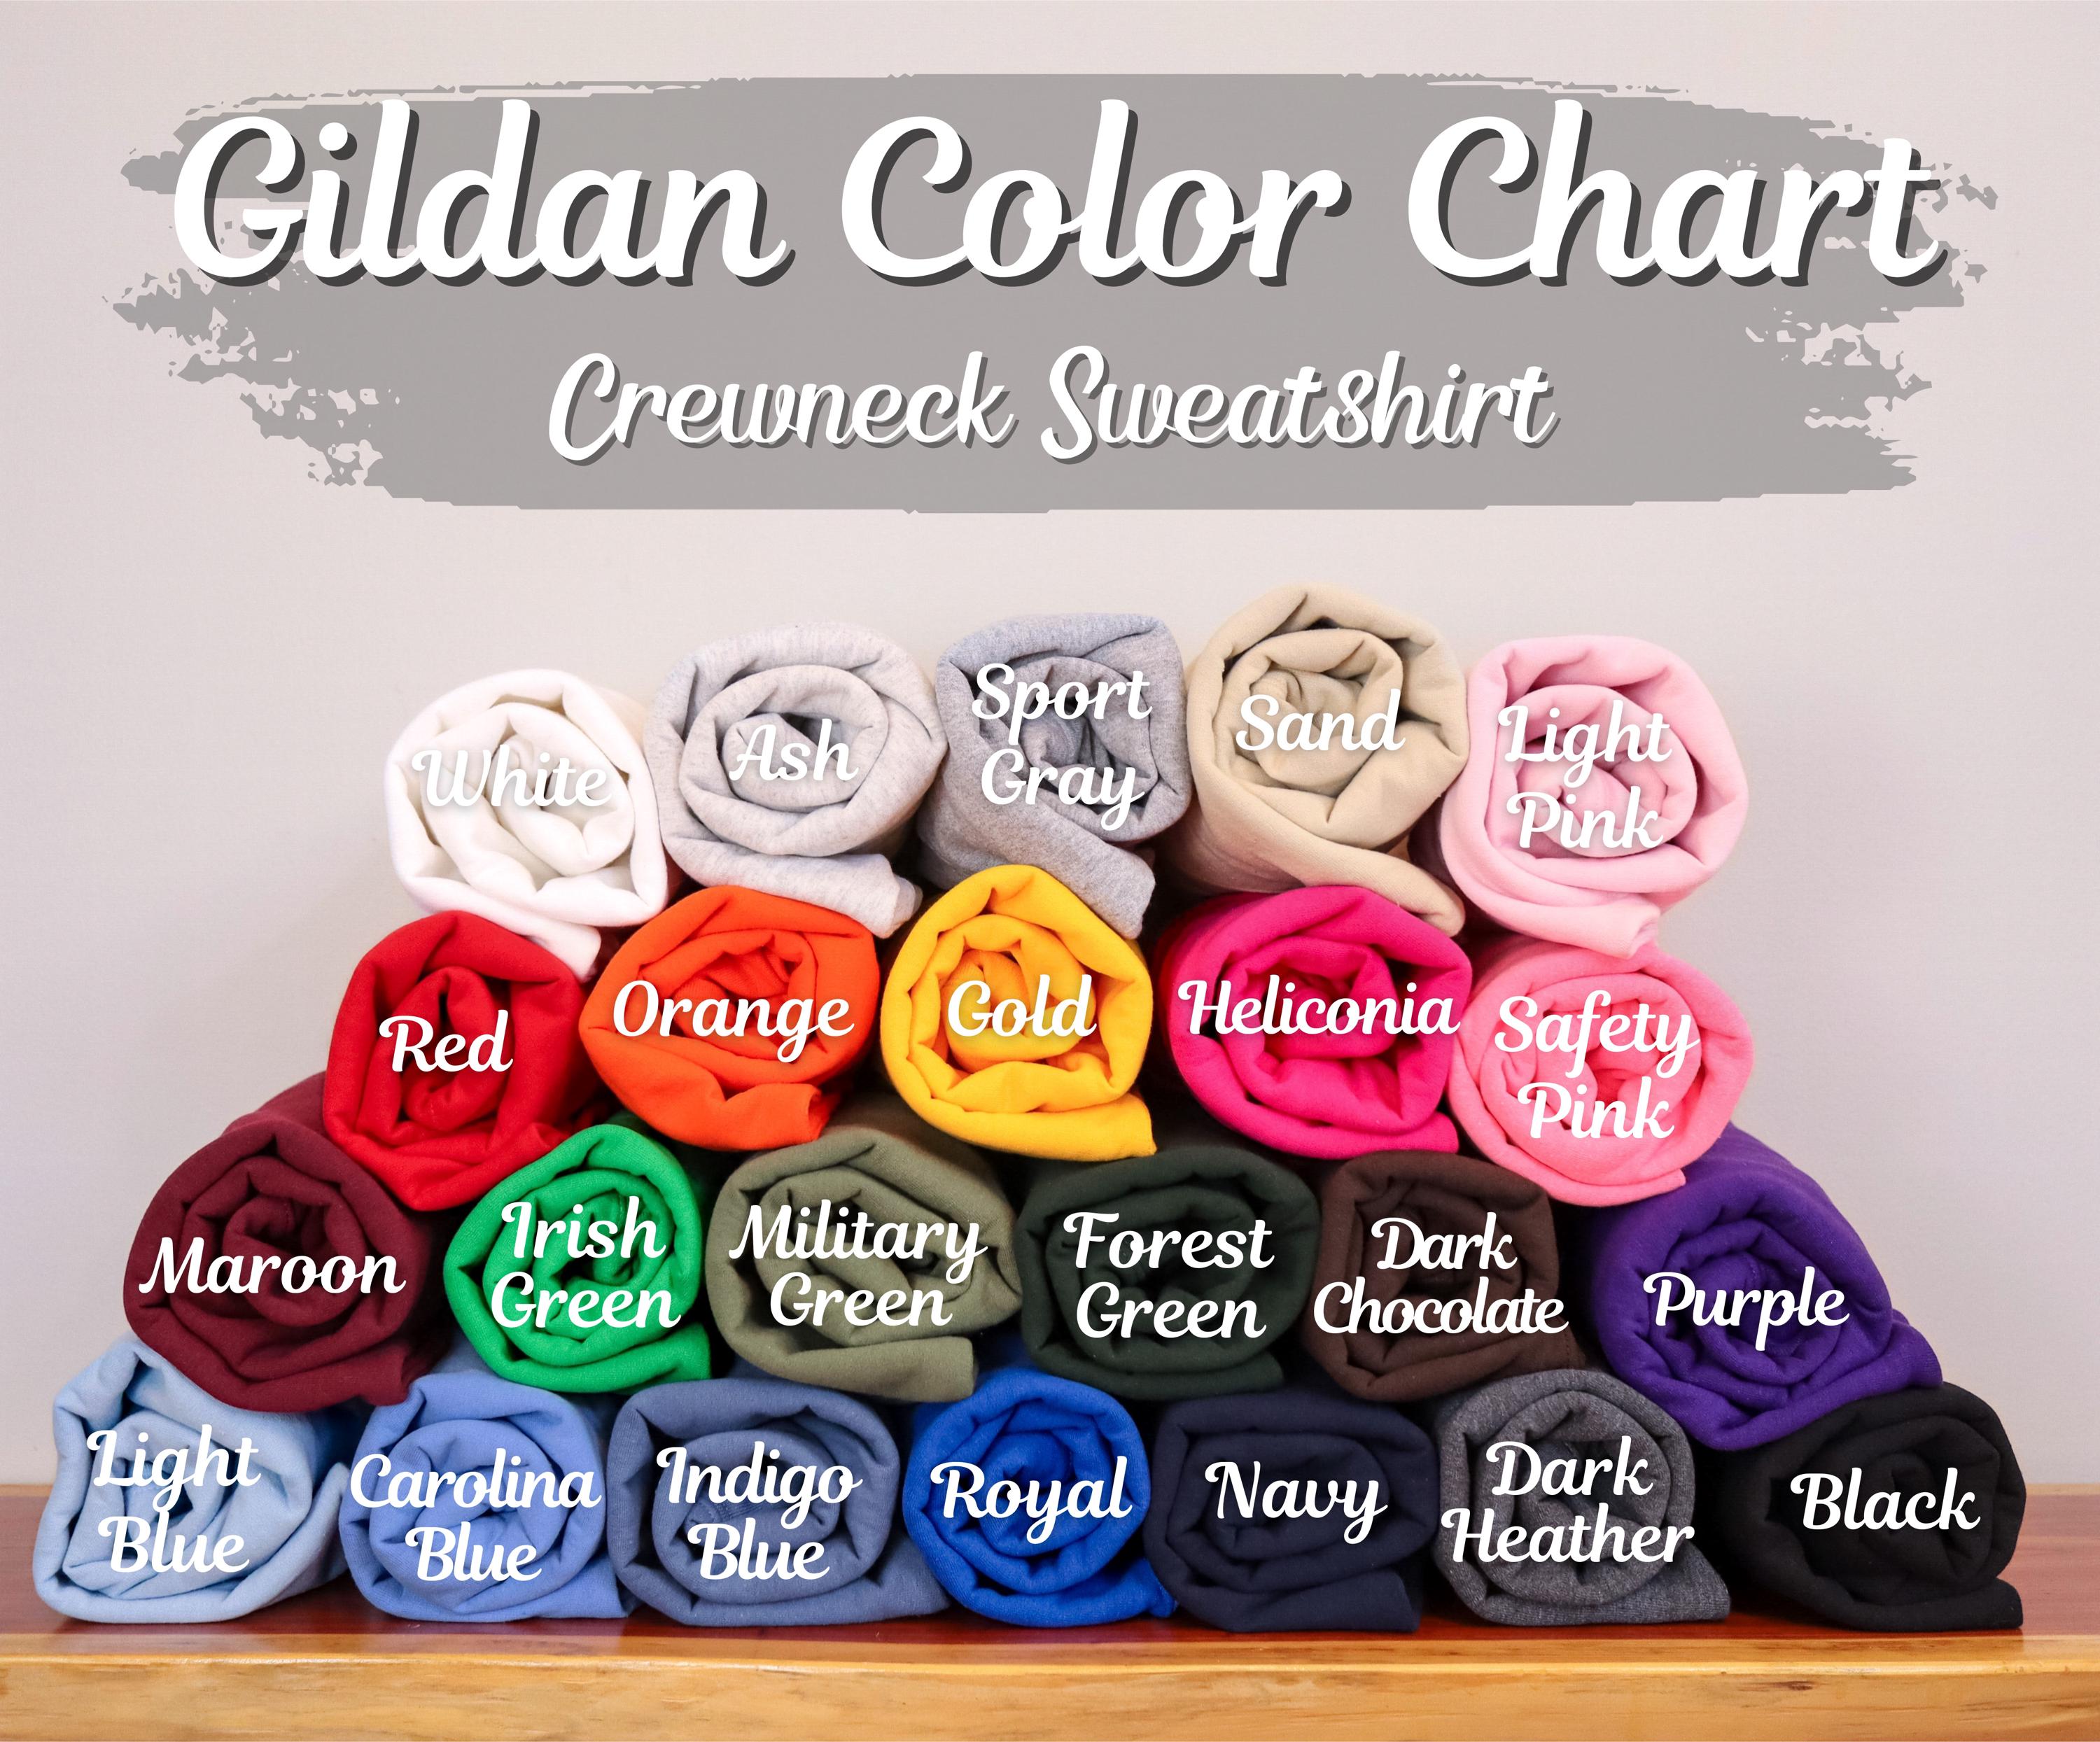 Gildan Color Chart
Crewneck Sweatshirt
White
Ash
Sport
Gray
Sand
Light
Pink
Red
Orange
Gold
Heliconia
Safety
Pink
Maroon
Irish
Green
Military
Green
Forest
Green
Dark
Chocolate
Purple
Light
Blue
Carolina
Blue
Indigo
Blue
Royal
Navy
Dark
Heather
Black